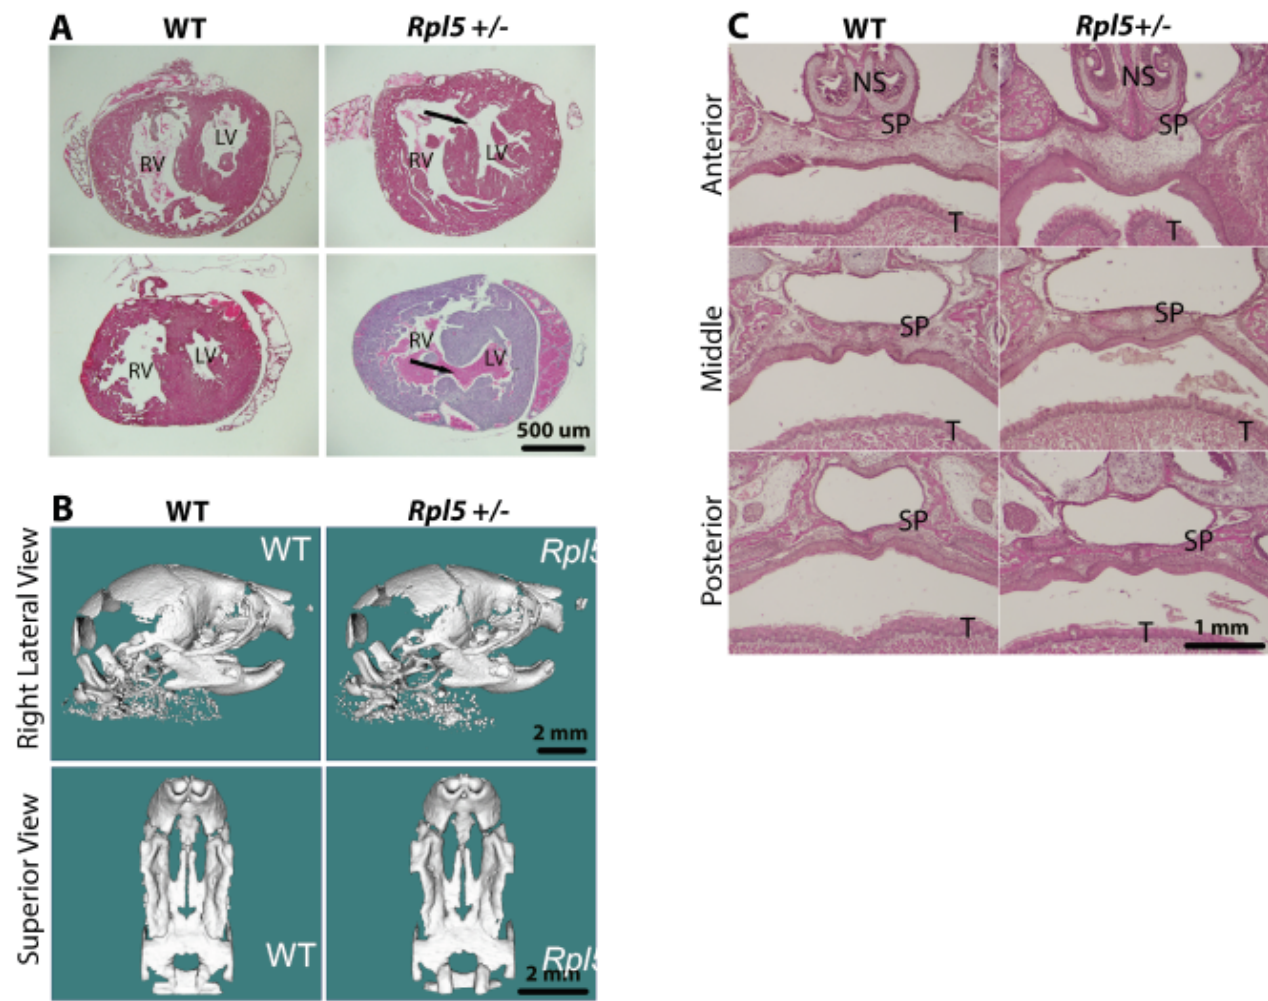 A
WT
Rpl5 +/-
RV
LV
RV
LV
RV
LV
RV
LV
500 um
B
WT
Rpl5 +/-
Right Lateral View
WT
Rpl5
2 mm
Superior View
WT
Rpl5
2 mm
C
WT
Rpl5+/-
Anterior
NS
SP
T
NS
SP
T
Middle
SP
T
SP
T
Posterior
SP
T
SP
T
1 mm